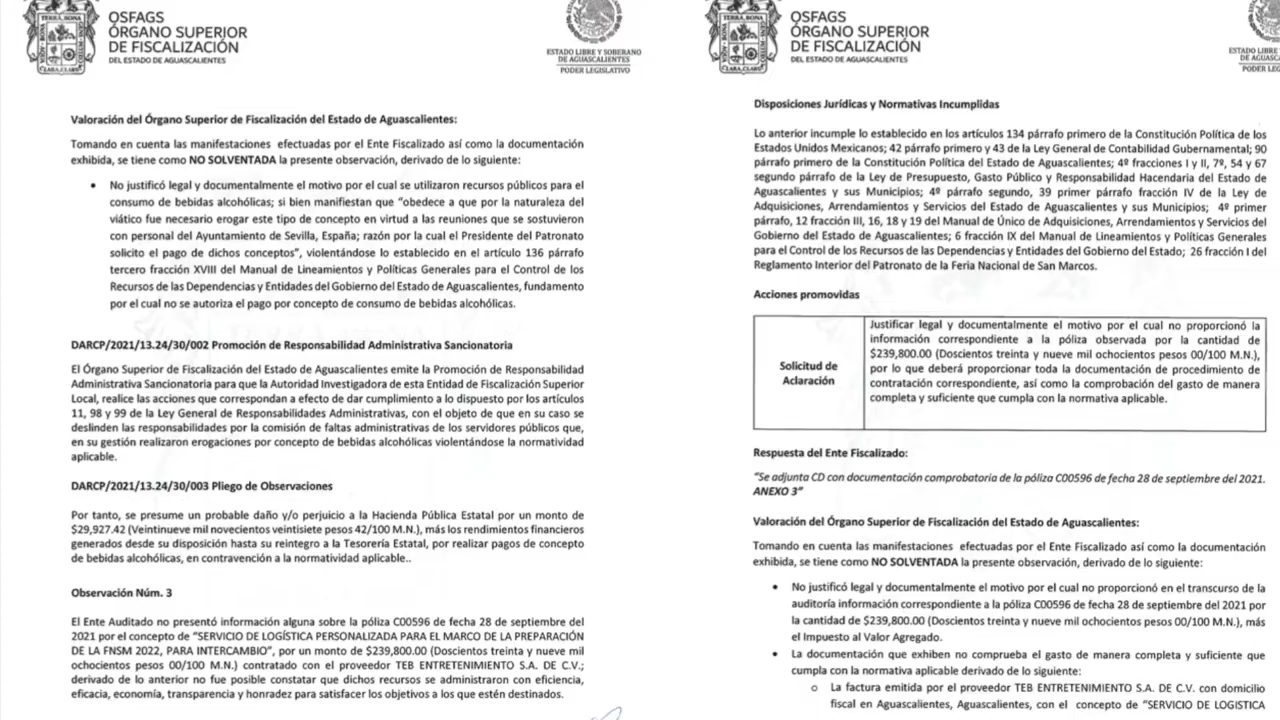 OSFAGS
ÓRGANO SUPERIOR
DE FISCALIZACIÓN
DEL ESTADO DE AGUASCALIENTES
ESTADO LIBRE Y SOBERANO
DE AGUASCALIENTES
PODER LEGISLATIVO
Valoración del Órgano Superior de Fiscalización del Estado de Aguascalientes:
Tomando en cuenta las manifestaciones efectuadas por el Ente Fiscalizado así como la documentación
exhibida, se tiene como NO SOLVENTADA la presente observación, derivado de lo siguiente:
• No justificó legal y documentalmente el motivo por el cual se utilizaron recursos públicos para el
consumo de bebidas alcohólicas; si bien manifiestan que "obedece a que por la naturaleza del
viático fue necesario erogar este tipo de concepto en virtud a las reuniones que se sostuvieron
con personal del Ayuntamiento de Sevilla, España; razón por la cual el Presidente del Patronato
solicito el pago de dichos conceptos", violentándose lo establecido en el artículo 136 párrafo
tercero fracción XVIII del Manual de Lineamientos y Políticas Generales para el Control de los
Recursos de las Dependencias y Entidades del Gobierno del Estado de Aguascalientes, fundamento
por el cual no se autoriza el pago por concepto de consumo de bebidas alcohólicas.
DARCP/2021/13.24/30/002 Promoción de Responsabilidad Administrativa Sancionatoria
El Órgano Superior de Fiscalización del Estado de Aguascalientes emite la Promoción de Responsabilidad
Administrativa Sancionatoria para que la Autoridad Investigadora de esta Entidad de Fiscalización Superior
Local, realice las acciones que correspondan a efecto de dar cumplimiento a lo dispuesto por los artículos
11, 98 y 99 de la Ley General de Responsabilidades Administrativas, con el objeto de que en su caso se
deslinden las responsabilidades por la comisión de faltas administrativas de los servidores públicos que,
en su gestión realizaron erogaciones por concepto de bebidas alcohólicas violentándose la normatividad
aplicable.
DARCP/2021/13.24/30/003 Pliego de Observaciones
Por tanto, se presume un probable daño y/o perjuicio a la Hacienda Pública Estatal por un monto de
$29,927.42 (Veintinueve mil novecientos veintisiete pesos 42/100 M.N.), más los rendimientos financieros
generados desde su disposición hasta su reintegro a la Tesorería Estatal, por realizar pagos de concepto
de bebidas alcohólicas, en contravención a la normatividad aplicable..
Observación Núm. 3
El Ente Auditado no presentó información alguna sobre la póliza C00596 de fecha 28 de septiembre del
2021 por el concepto de "SERVICIO DE LOGÍSTICA PERSONALIZADA PARA EL MARCO DE LA PREPARACIÓN
DE LA FNSM 2022, PARA INTERCAMBIO", por un monto de $239,800.00 (Doscientos treinta y nueve mil
ochocientos pesos 00/100 M.N.) contratado con el proveedor TEB ENTRETENIMIENTO S.A. DE C.V.;
derivado de lo anterior no fue posible constatar que dichos recursos se administraron con eficiencia,
eficacia, economía, transparencia y honradez para satisfacer los objetivos a los que estén destinados.
OSFAGS
ÓRGANO SUPERIOR
DE FISCALIZACIÓN
DEL ESTADO DE AGUASCALIENTES
ESTADO LIBRE Y
DE AGUASCA
PODER LEG
Disposiciones Jurídicas y Normativas Incumplidas
Lo anterior incumple lo establecido en los artículos 134 párrafo primero de la Constitución Política de los
Estados Unidos Mexicanos; 42 párrafo primero y 43 de la Ley General de Contabilidad Gubernamental; 90
párrafo primero de la Constitución Política del Estado de Aguascalientes; 4º fracciones I y II, 7º, 54 y 67
segundo párrafo de la Ley de Presupuesto, Gasto Público y Responsabilidad Hacendaria del Estado de
Aguascalientes y sus Municipios; 4º párrafo segundo, 39 primer párrafo fracción IV de la Ley de
Adquisiciones, Arrendamientos y Servicios del Estado de Aguascalientes y sus Municipios; 4º primer
párrafo, 12 fracción III, 16, 18 y 19 del Manual de Único de Adquisiciones, Arrendamientos y Servicios del
Gobierno del Estado de Aguascalientes; 6 fracción IX del Manual de Lineamientos y Políticas Generales
para el Control de los Recursos de las Dependencias y Entidades del Gobierno del Estado; 26 fracción I del
Reglamento Interior del Patronato de la Feria Nacional de San Marcos.
Acciones promovidas
Solicitud de
Aclaración
Justificar legal y documentalmente el motivo por el cual no proporcionó la
información correspondiente a la póliza observada por la cantidad de
$239,800.00 (Doscientos treinta y nueve mil ochocientos pesos 00/100 M.N.),
por lo que deberá proporcionar toda la documentación de procedimiento de
contratación correspondiente, así como la comprobación del gasto de manera
completa y suficiente que cumpla con la normativa aplicable.
Respuesta del Ente Fiscalizado:
"Se adjunta CD con documentación comprobatoria de la póliza C00596 de fecha 28 de septiembre del 2021.
ANEXO 3"
Valoración del Órgano Superior de Fiscalización del Estado de Aguascalientes:
Tomando en cuenta las manifestaciones efectuadas por el Ente Fiscalizado así como la documentación
exhibida, se tiene como NO SOLVENTADA la presente observación, derivado de lo siguiente:
• No justificó legal y documentalmente el motivo por el cual no proporcionó en el transcurso de la
auditoría información correspondiente a la póliza C00596 de fecha 28 de septiembre del 2021 por
la cantidad de $239,800.00 (Doscientos treinta y nueve mil ochocientos pesos 00/100 M.N.), más
el Impuesto al Valor Agregado.
• La documentación que exhiben no comprueba el gasto de manera completa y suficiente que
cumpla con la normativa aplicable derivado de lo siguiente:
o La factura emitida por el proveedor TEB ENTRETENIMIENTO S.A. DE C.V. con domicilio
fiscal en Aguascalientes, Aguascalientes, con el concepto de "SERVICIO DE LOGISTICA